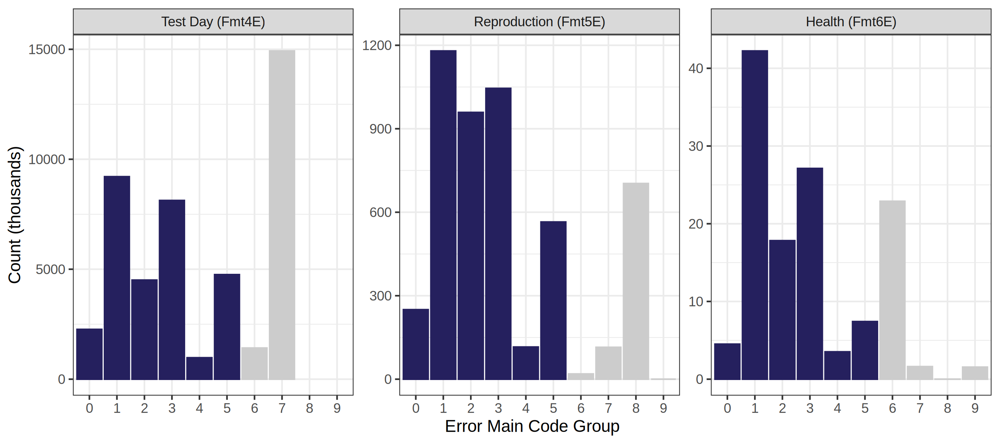 Test Day (Fmt4E)
Reproduction (Fmt5E)
Health (Fmt6E)
Count (thousands)
15000
10000
5000
0
1200
900
600
300
0
40
30
20
10
0
0 1 2 3 4 5 6 7 8 9
0 1 2 3 4 5 6 7 8 9
0 1 2 3 4 5 6 7 8 9
Error Main Code Group